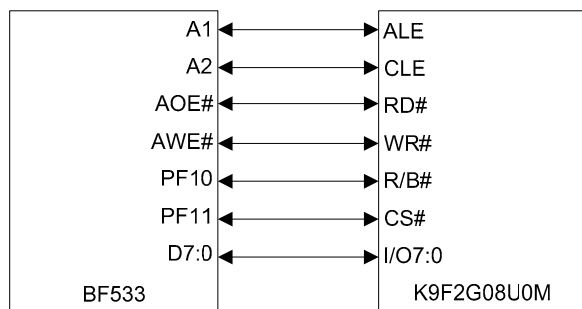 A1 ALE
A2 CLE
AOE# RD#
AWE# WR#
PF10 R/B#
PF11 CS#
D7:0 I/O7:0
BF533 K9F2G08U0M